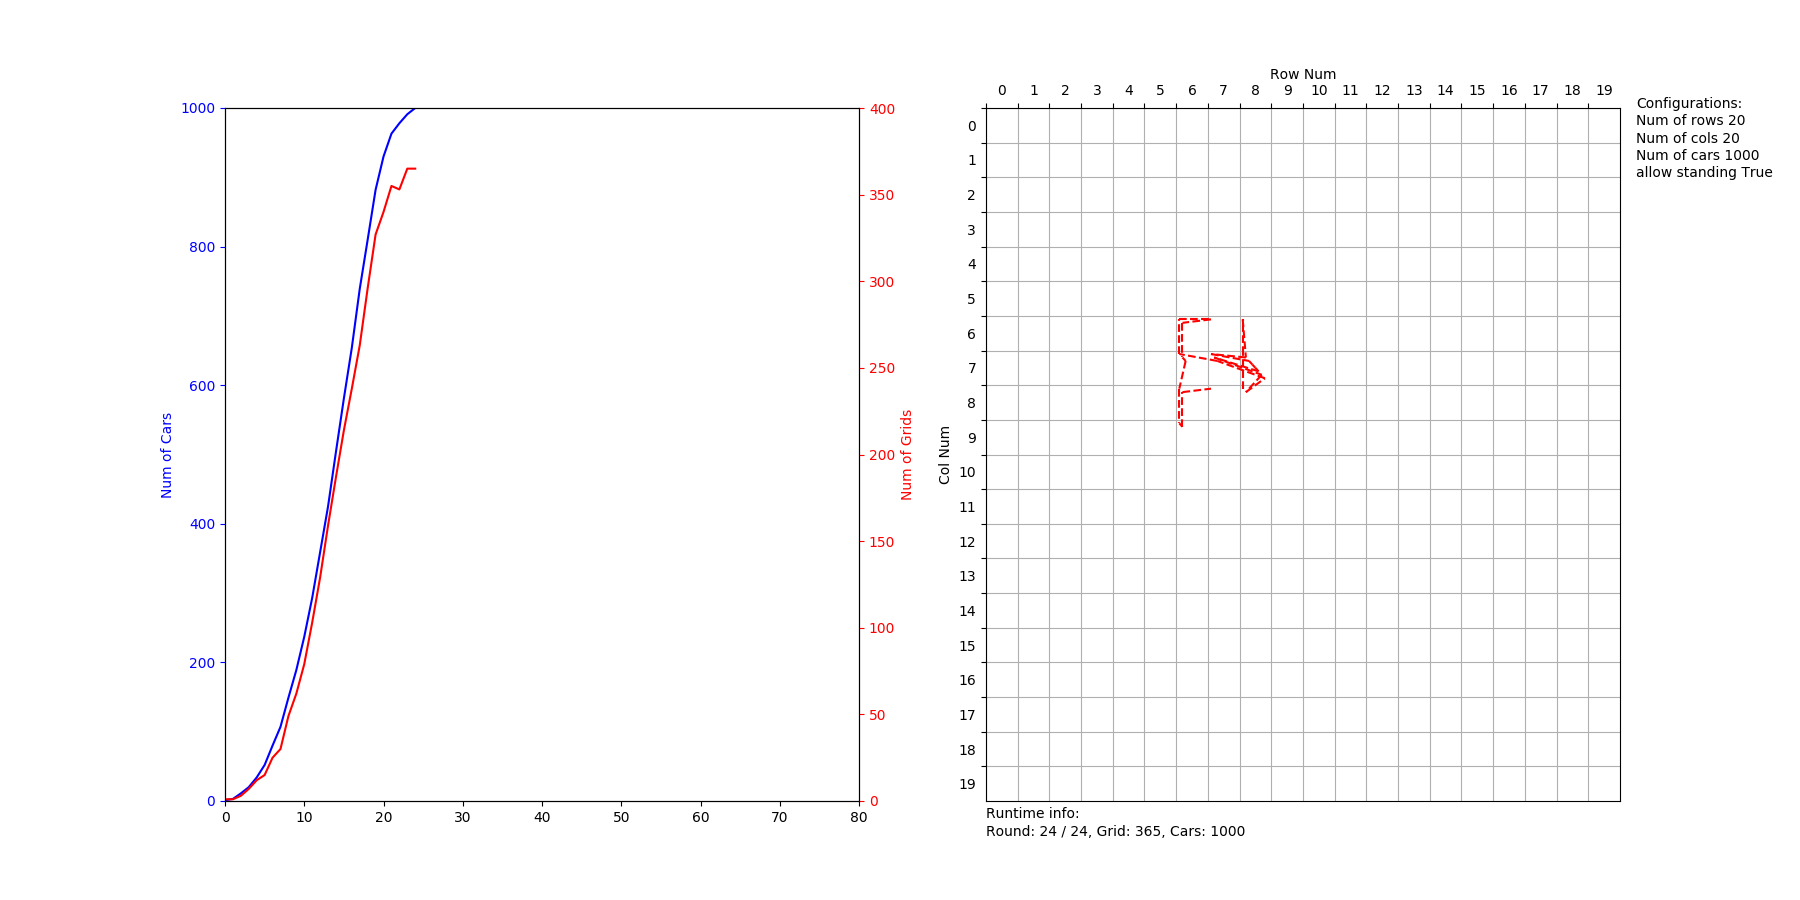 Num of Cars
1000
800
600
400
200
0
0 10 20 30 40 50 60 70 80
400
350
300
250
200
150
100
50
0
Num of Grids
Row Num
0 1 2 3 4 5 6 7 8 9 10 11 12 13 14 15 16 17 18 19
Col Num
0
1
2
3
4
5
6
7
8
9
10
11
12
13
14
15
16
17
18
19
Configurations:
Num of rows 20
Num of cols 20
Num of cars 1000
allow standing True
Runtime info:
Round: 24 / 24, Grid: 365, Cars: 1000